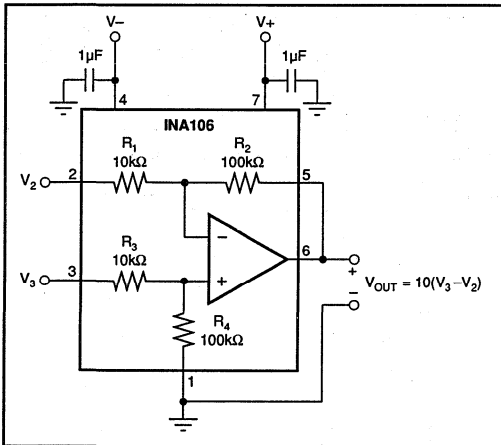 V– V+
1μF 1μF
4 7
INA106
R1 R2
10kΩ 100kΩ
2 5
V2
–
6
+
R3
10kΩ
3
V3
+
–
VOUT = 10(V3–V2)
R4
100kΩ
1